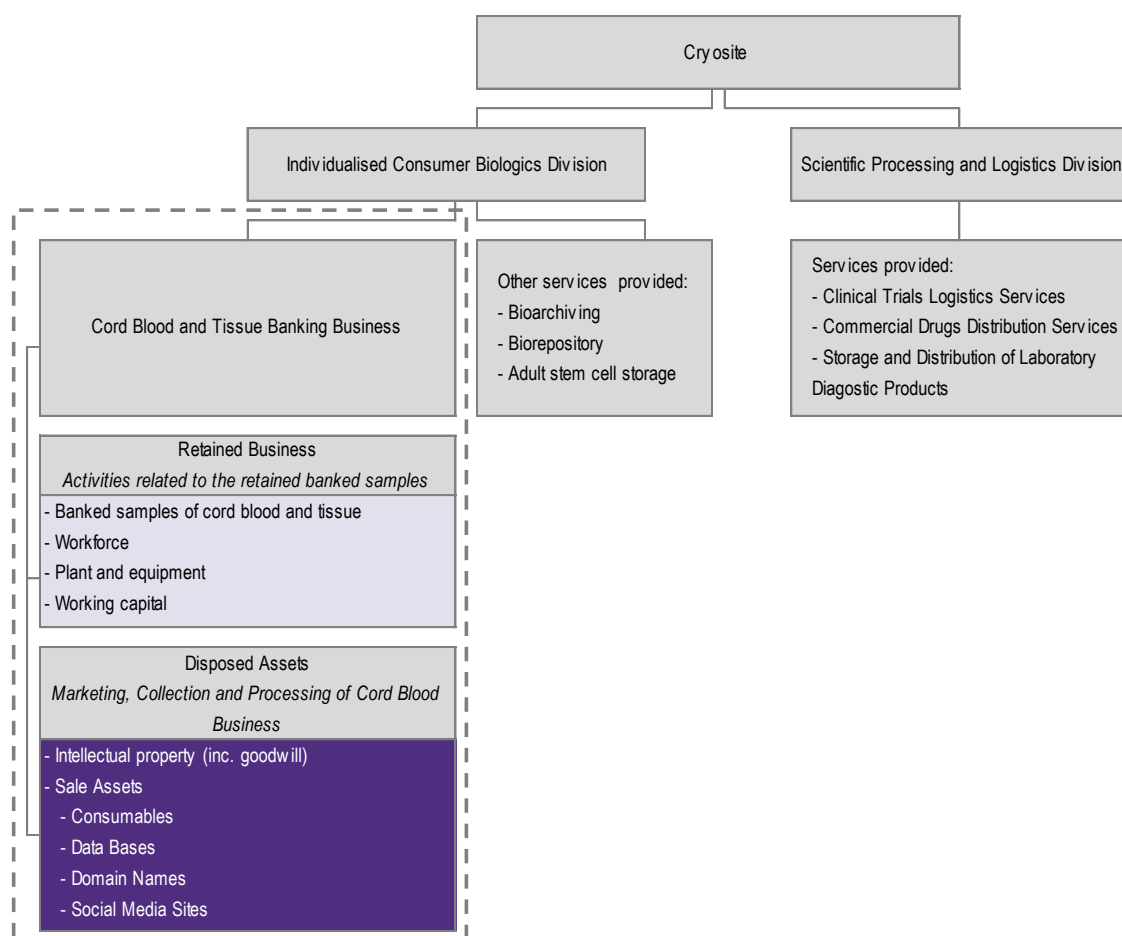 Cryosite
Individualised Consumer Biologics Division
Scientific Processing and Logistics Division
Cord Blood and Tissue Banking Business
Other services provided:
- Bioarchiving
- Biorepository
- Adult stem cell storage
Services provided:
- Clinical Trials Logistics Services
- Commercial Drugs Distribution Services
- Storage and Distribution of Laboratory
Diagostic Products
Retained Business
Activities related to the retained banked samples
- Banked samples of cord blood and tissue
- Workforce
- Plant and equipment
- Working capital
Disposed Assets
Marketing, Collection and Processing of Cord Blood
Business
- Intellectual property (inc. goodwill)
- Sale Assets
- Consumables
- Data Bases
- Domain Names
- Social Media Sites